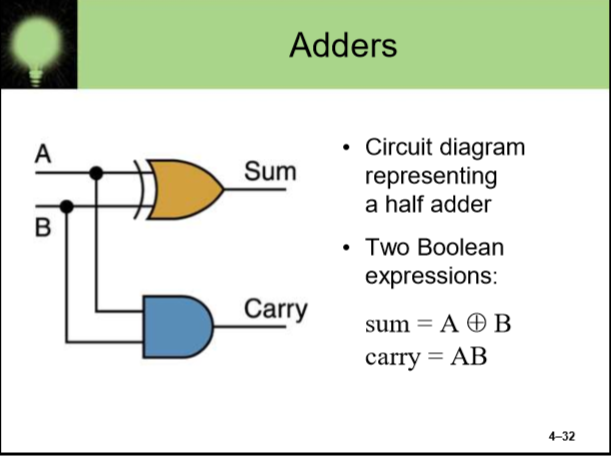 Adders
A
B
Sum
Carry
• Circuit diagram
representing
a half adder
• Two Boolean
expressions:
sum = A ⊕ B
carry = AB
4–32